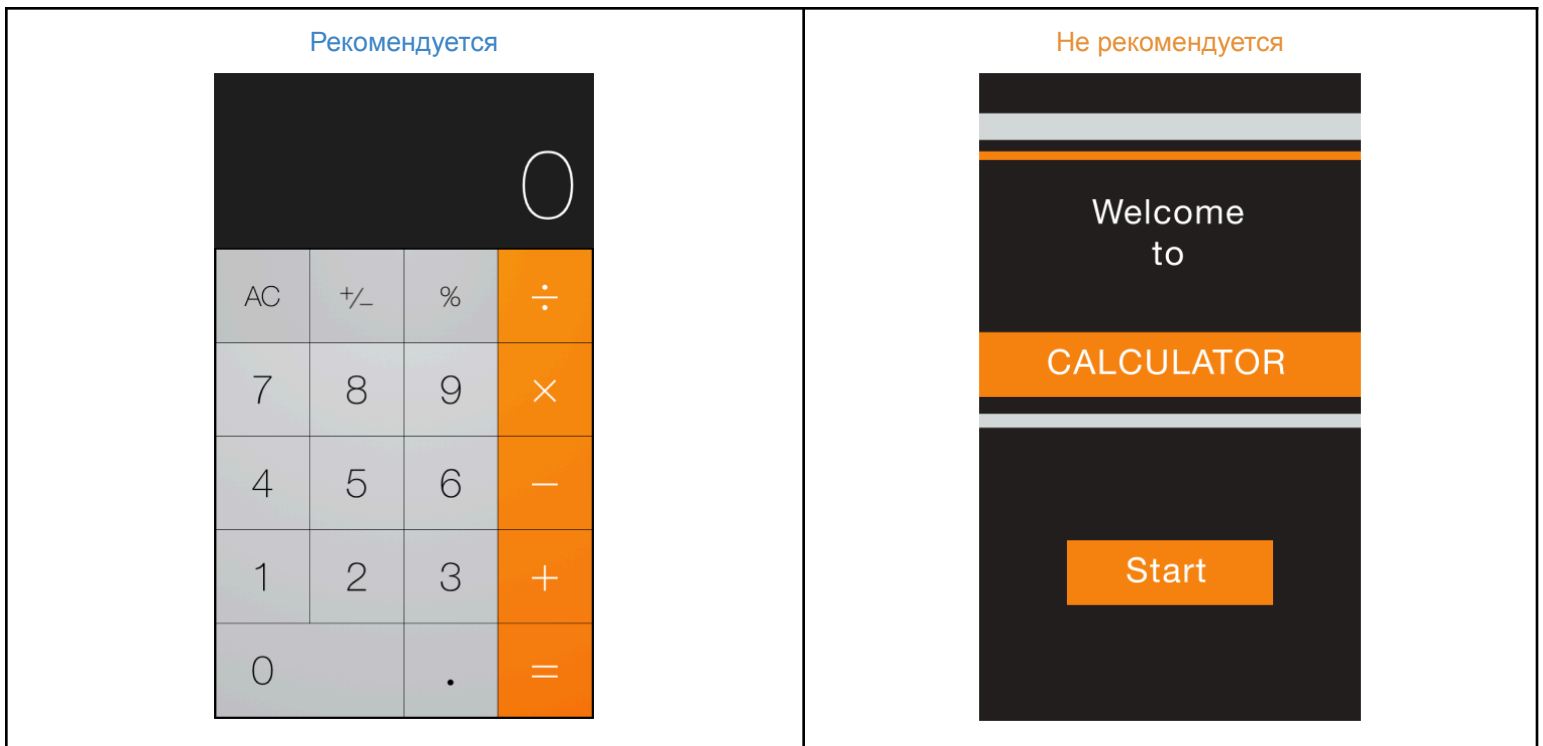 Рекомендуется
0
AC +/− % ÷
7 8 9 ×
4 5 6 −
1 2 3 +
0 . =
Не рекомендуется
Welcome
to
CALCULATOR
Start